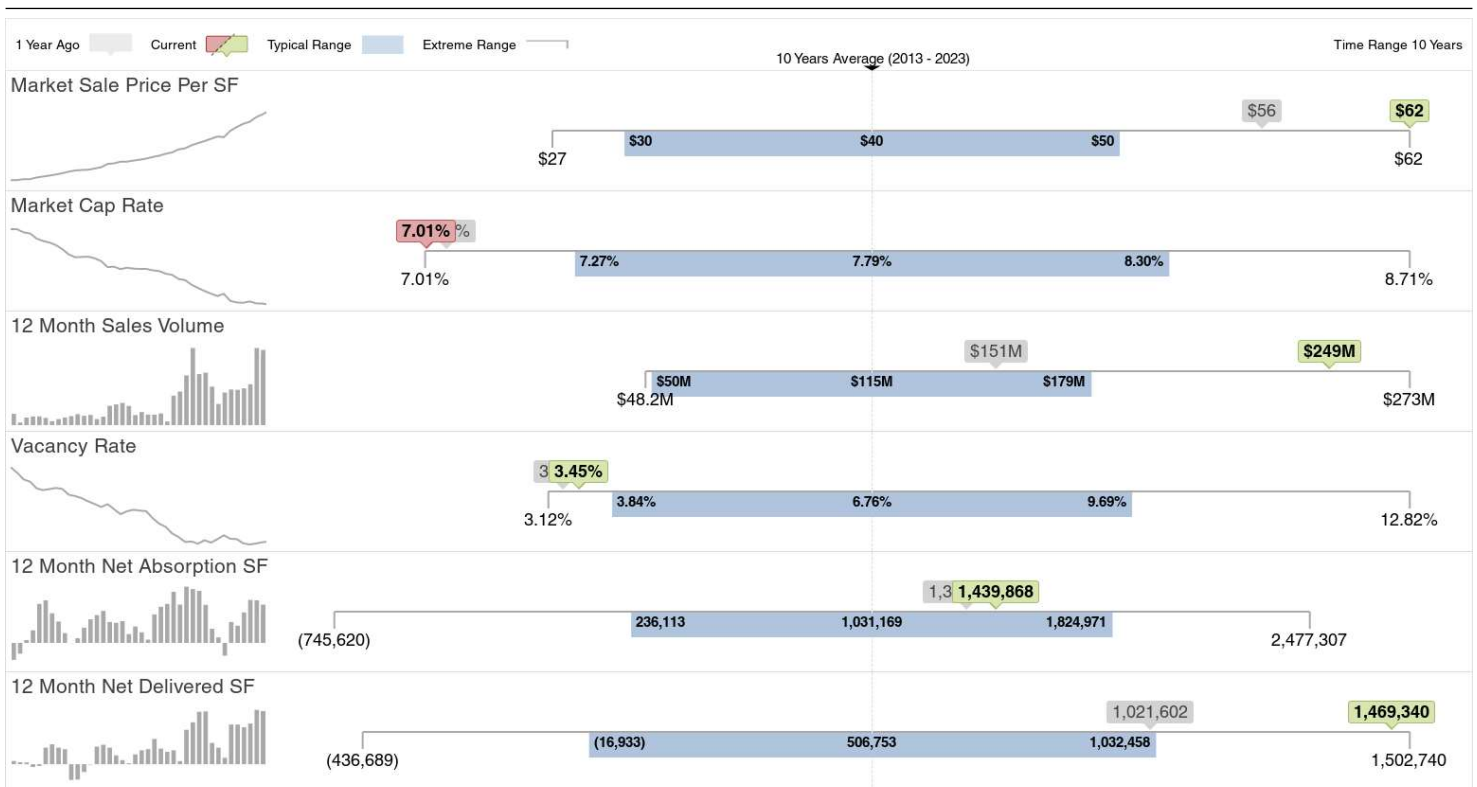 1 Year Ago Current Typical Range Extreme Range
10 Years Average (2013 - 2023)
Time Range 10 Years
Market Sale Price Per SF
$56 $62
$30 $40 $50
$27 $62
Market Cap Rate
7.01% %
7.27% 7.79% 8.30%
7.01% 8.71%
12 Month Sales Volume
$151M $249M
$50M $115M $179M
$48.2M $273M
Vacancy Rate
3 3.45%
3.84% 6.76% 9.69%
3.12% 12.82%
12 Month Net Absorption SF
1,3 1,439,868
236,113 1,031,169 1,824,971
(745,620) 2,477,307
12 Month Net Delivered SF
1,021,602 1,469,340
(16,933) 506,753 1,032,458
(436,689) 1,502,740